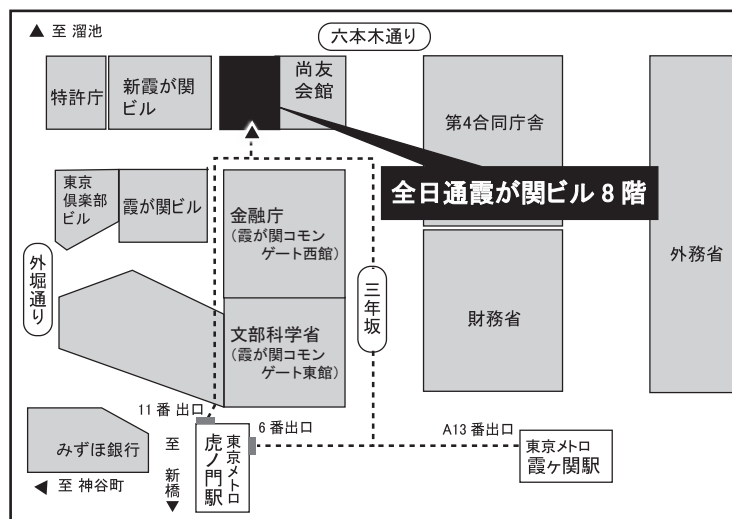 ▲ 至 溜池
六本木通り
特許庁
新霞が関
ビル
尚友
会館
第4合同庁舎
全日通霞が関ビル 8 階
東京
倶楽部
ビル
霞が関ビル
金融庁
(霞が関コモン
ゲート西館)
外務省
外堀通り
三年坂
文部科学省
(霞が関コモン
ゲート東館)
財務省
11 番 出口
6 番出口
A13 番出口
みずほ銀行
至 新橋▼
東京メトロ
虎ノ門駅
東京メトロ
霞ヶ関駅
◀ 至 神谷町